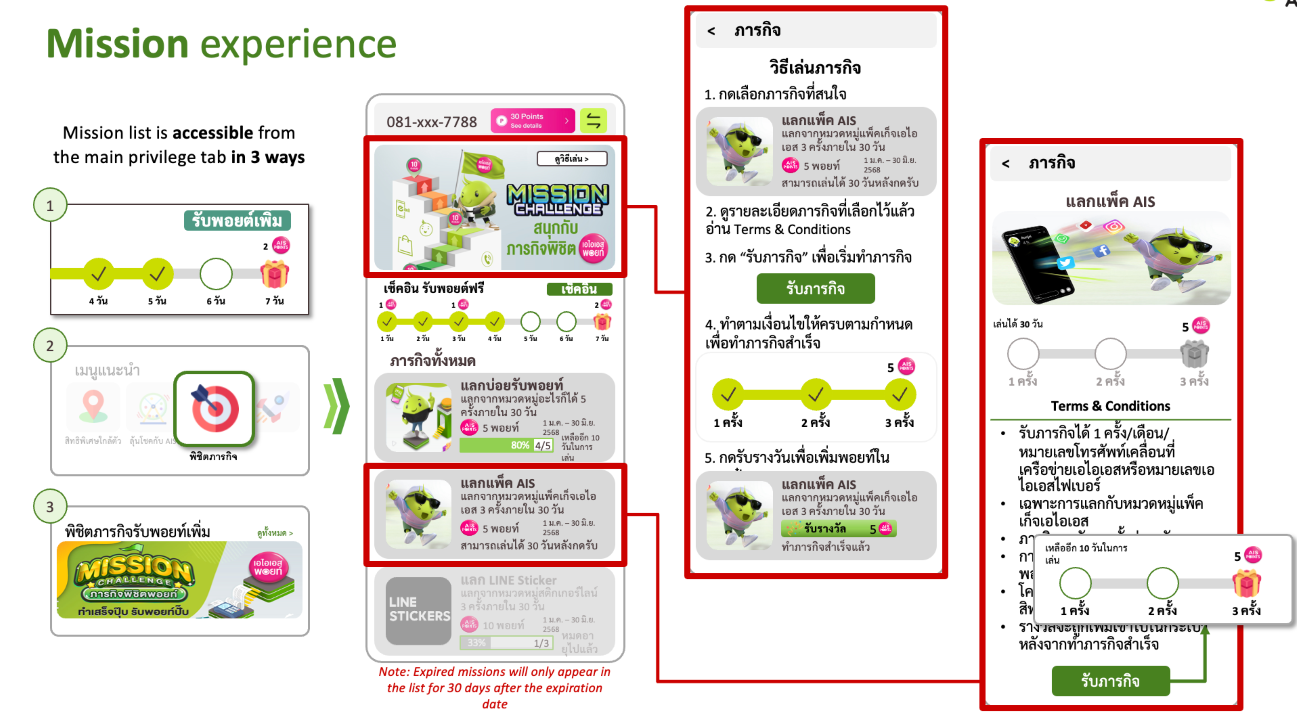 Mission experience
Mission list is accessible from
the main privilege tab in 3 ways
1
รับพอยต์เพิ่ม
2 AIS POINTS
4 วัน 5 วัน 6 วัน 7 วัน
2
เมนูแนะนำ
สิทธิพิเศษใกล้ตัว ลุ้นโชคกับ AIS
พิชิตภารกิจ
3
พิชิตภารกิจรับพอยท์เพิ่ม ดูทั้งหมด >
MISSION
CHALLENGE
ภารกิจพิชิตพอยท์
ทำเสร็จปุ๊บ รับพอยท์ปั๊บ
เอไอเอส พอยท์
081-xxx-7788
30 Points
See details
ดูวิธีเล่น >
MISSION
CHALLENGE
สนุกกับ
ภารกิจพิชิต
เอไอเอส พอยท์
เช็คอิน รับพอยต์ฟรี เช็คอิน
1 1 2
1 วัน 2 วัน 3 วัน 4 วัน 5 วัน 6 วัน 7 วัน
ภารกิจทั้งหมด
แลกบ่อยรับพอยท์
แลกจากหมวดหมู่อะไรก็ได้ 5
ครั้งภายใน 30 วัน
AIS POINTS 5 พอยท์ 1 ม.ค. – 30 มิ.ย.
2568
80% 4/5
เหลืออีก 10
วันในการ
เล่น
แลกแพ็ค AIS
แลกจากหมวดหมู่แพ็คเก็จเอไอ
เอส 3 ครั้งภายใน 30 วัน
AIS POINTS 5 พอยท์ 1 ม.ค. – 30 มิ.ย.
2568
สามารถเล่นได้ 30 วันหลังกดรับ
LINE
STICKERS
แลก LINE Sticker
แลกจากหมวดหมู่สติกเกอร์ไลน์
3 ครั้งภายใน 30 วัน
AIS POINTS 10 พอยท์ 1 ม.ค. – 30 มิ.ย.
2568
33% 1/3
หมดอา
ยุไปแล้ว
Note: Expired missions will only appear in
the list for 30 days after the expiration
date
< ภารกิจ
วิธีเล่นภารกิจ
1. กดเลือกภารกิจที่สนใจ
แลกแพ็ค AIS
แลกจากหมวดหมู่แพ็คเก็จเอไอ
เอส 3 ครั้งภายใน 30 วัน
AIS POINTS 5 พอยท์ 1 ม.ค. – 30 มิ.ย.
2568
สามารถเล่นได้ 30 วันหลังกดรับ
2. ดูรายละเอียดภารกิจที่เลือกไว้แล้ว
อ่าน Terms & Conditions
3. กด “รับภารกิจ” เพื่อเริ่มทำภารกิจ
รับภารกิจ
4. ทำตามเงื่อนไขให้ครบตามกำหนด
เพื่อทำภารกิจสำเร็จ
5 AIS POINTS
1 ครั้ง 2 ครั้ง 3 ครั้ง
5. กดรับรางวัลเพื่อเพิ่มพอยท์ใน
แลกแพ็ค AIS
แลกจากหมวดหมู่แพ็คเก็จเอไอ
เอส 3 ครั้งภายใน 30 วัน
รับรางวัล 5
ทำภารกิจสำเร็จแล้ว
< ภารกิจ
แลกแพ็ค AIS
เล่นได้ 30 วัน
5 AIS POINTS
1 ครั้ง 2 ครั้ง 3 ครั้ง
Terms & Conditions
• รับภารกิจได้ 1 ครั้ง/เดือน/
หมายเลขโทรศัพท์เคลื่อนที่
เครือข่ายเอไอเอสหรือหมายเลขเอ
ไอเอสไฟเบอร์
• เฉพาะการแลกกับหมวดหมู่แพ็ค
เก็จเอไอเอส
เหลืออีก 10 วันในการ
เล่น
5 AIS POINTS
1 ครั้ง 2 ครั้ง 3 ครั้ง
• รางวัลจะถูกเพิ่มเข้าไปในกระเป๋า
หลังจากทำภารกิจสำเร็จ
รับภารกิจ